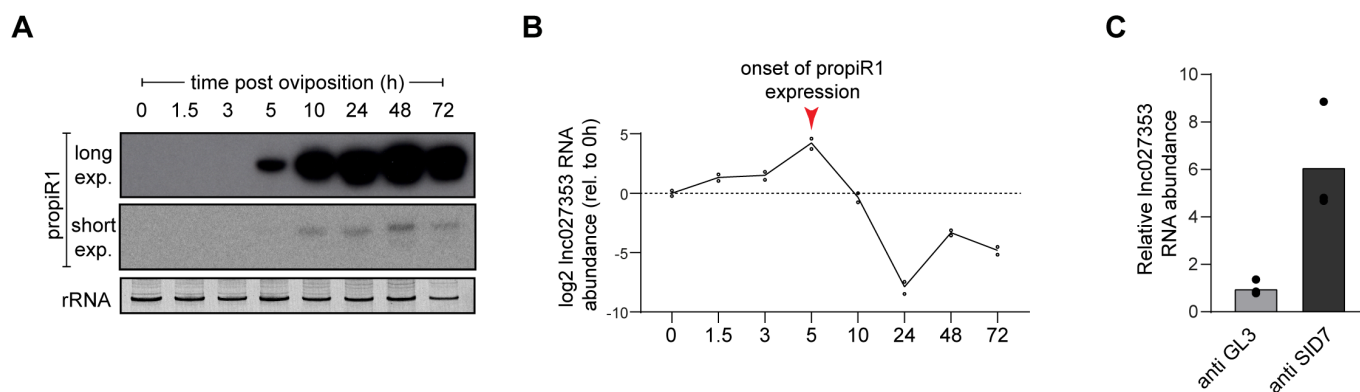 A
time post oviposition (h)
0 1.5 3 5 10 24 48 72
propiR1
long
exp.
short
exp.
rRNA
B
onset of propiR1
expression
log2 lnc027353 RNA
abundance (rel. to 0h)
5
0
-5
-10
0 1.5 3 5 10 24 48 72
C
Relative lnc027353
RNA abundance
10
8
6
4
2
0
anti GL3
anti SID7